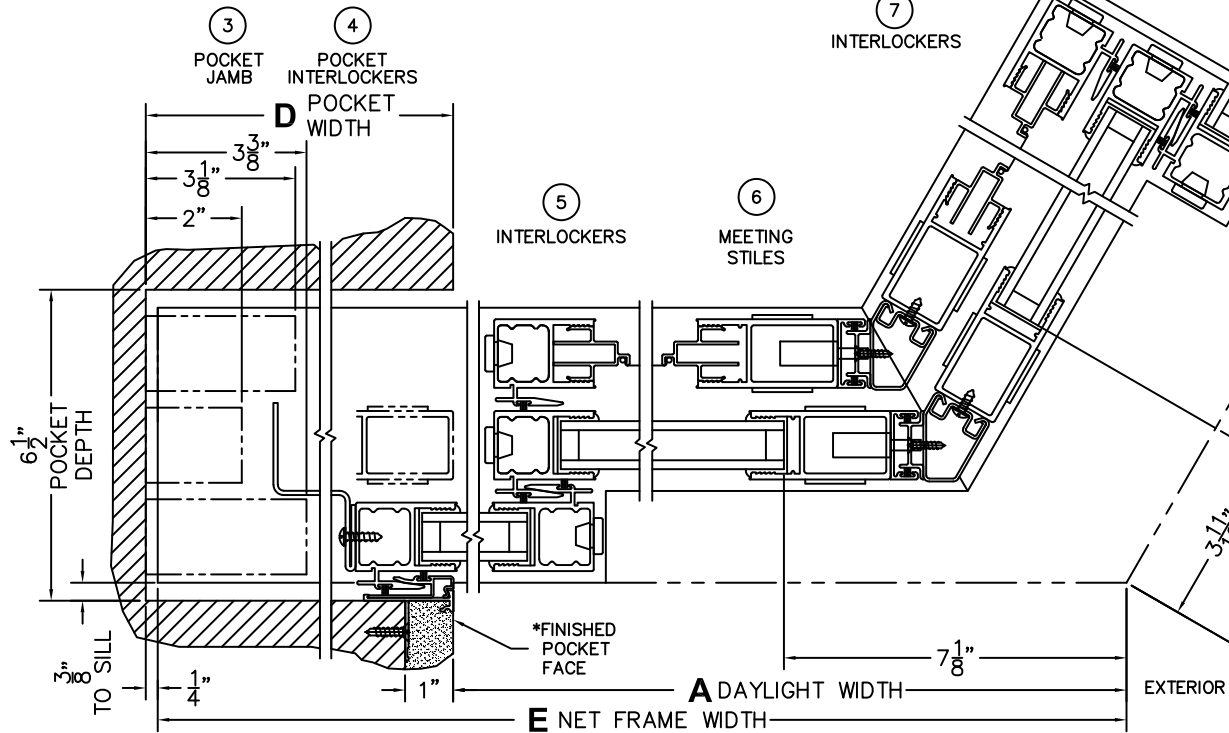 3
POCKET
JAMB
4
POCKET
INTERLOCKERS
7
INTERLOCKERS
D POCKET
WIDTH
3 3/8"
3 1/8"
2"
5
INTERLOCKERS
6
MEETING
STILES
6 1/2"
POCKET
DEPTH
3/8"
TO SILL
1/4"
1"
*FINISHED
POCKET
FACE
7 1/8"
A DAYLIGHT WIDTH
E NET FRAME WIDTH
EXTERIOR